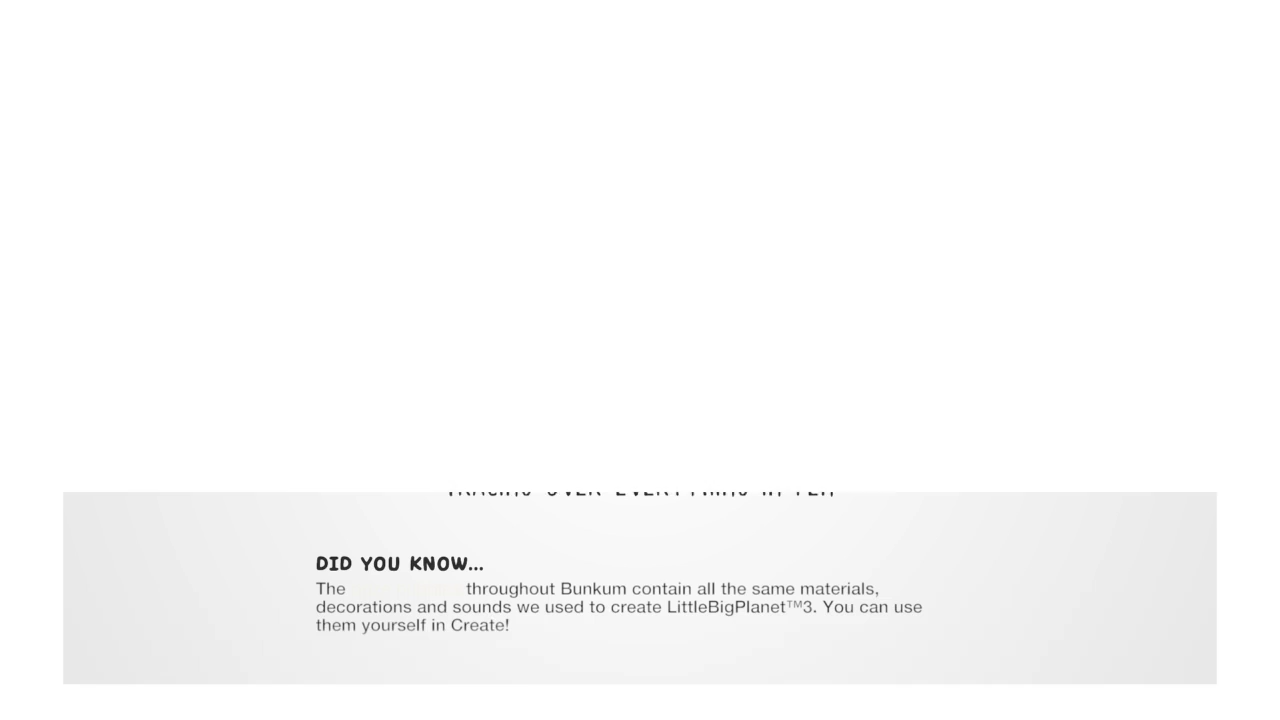 DID YOU KNOW...
The throughout Bunkum contain all the same materials,
decorations and sounds we used to create LittleBigPlanet™3. You can use
them yourself in Create!